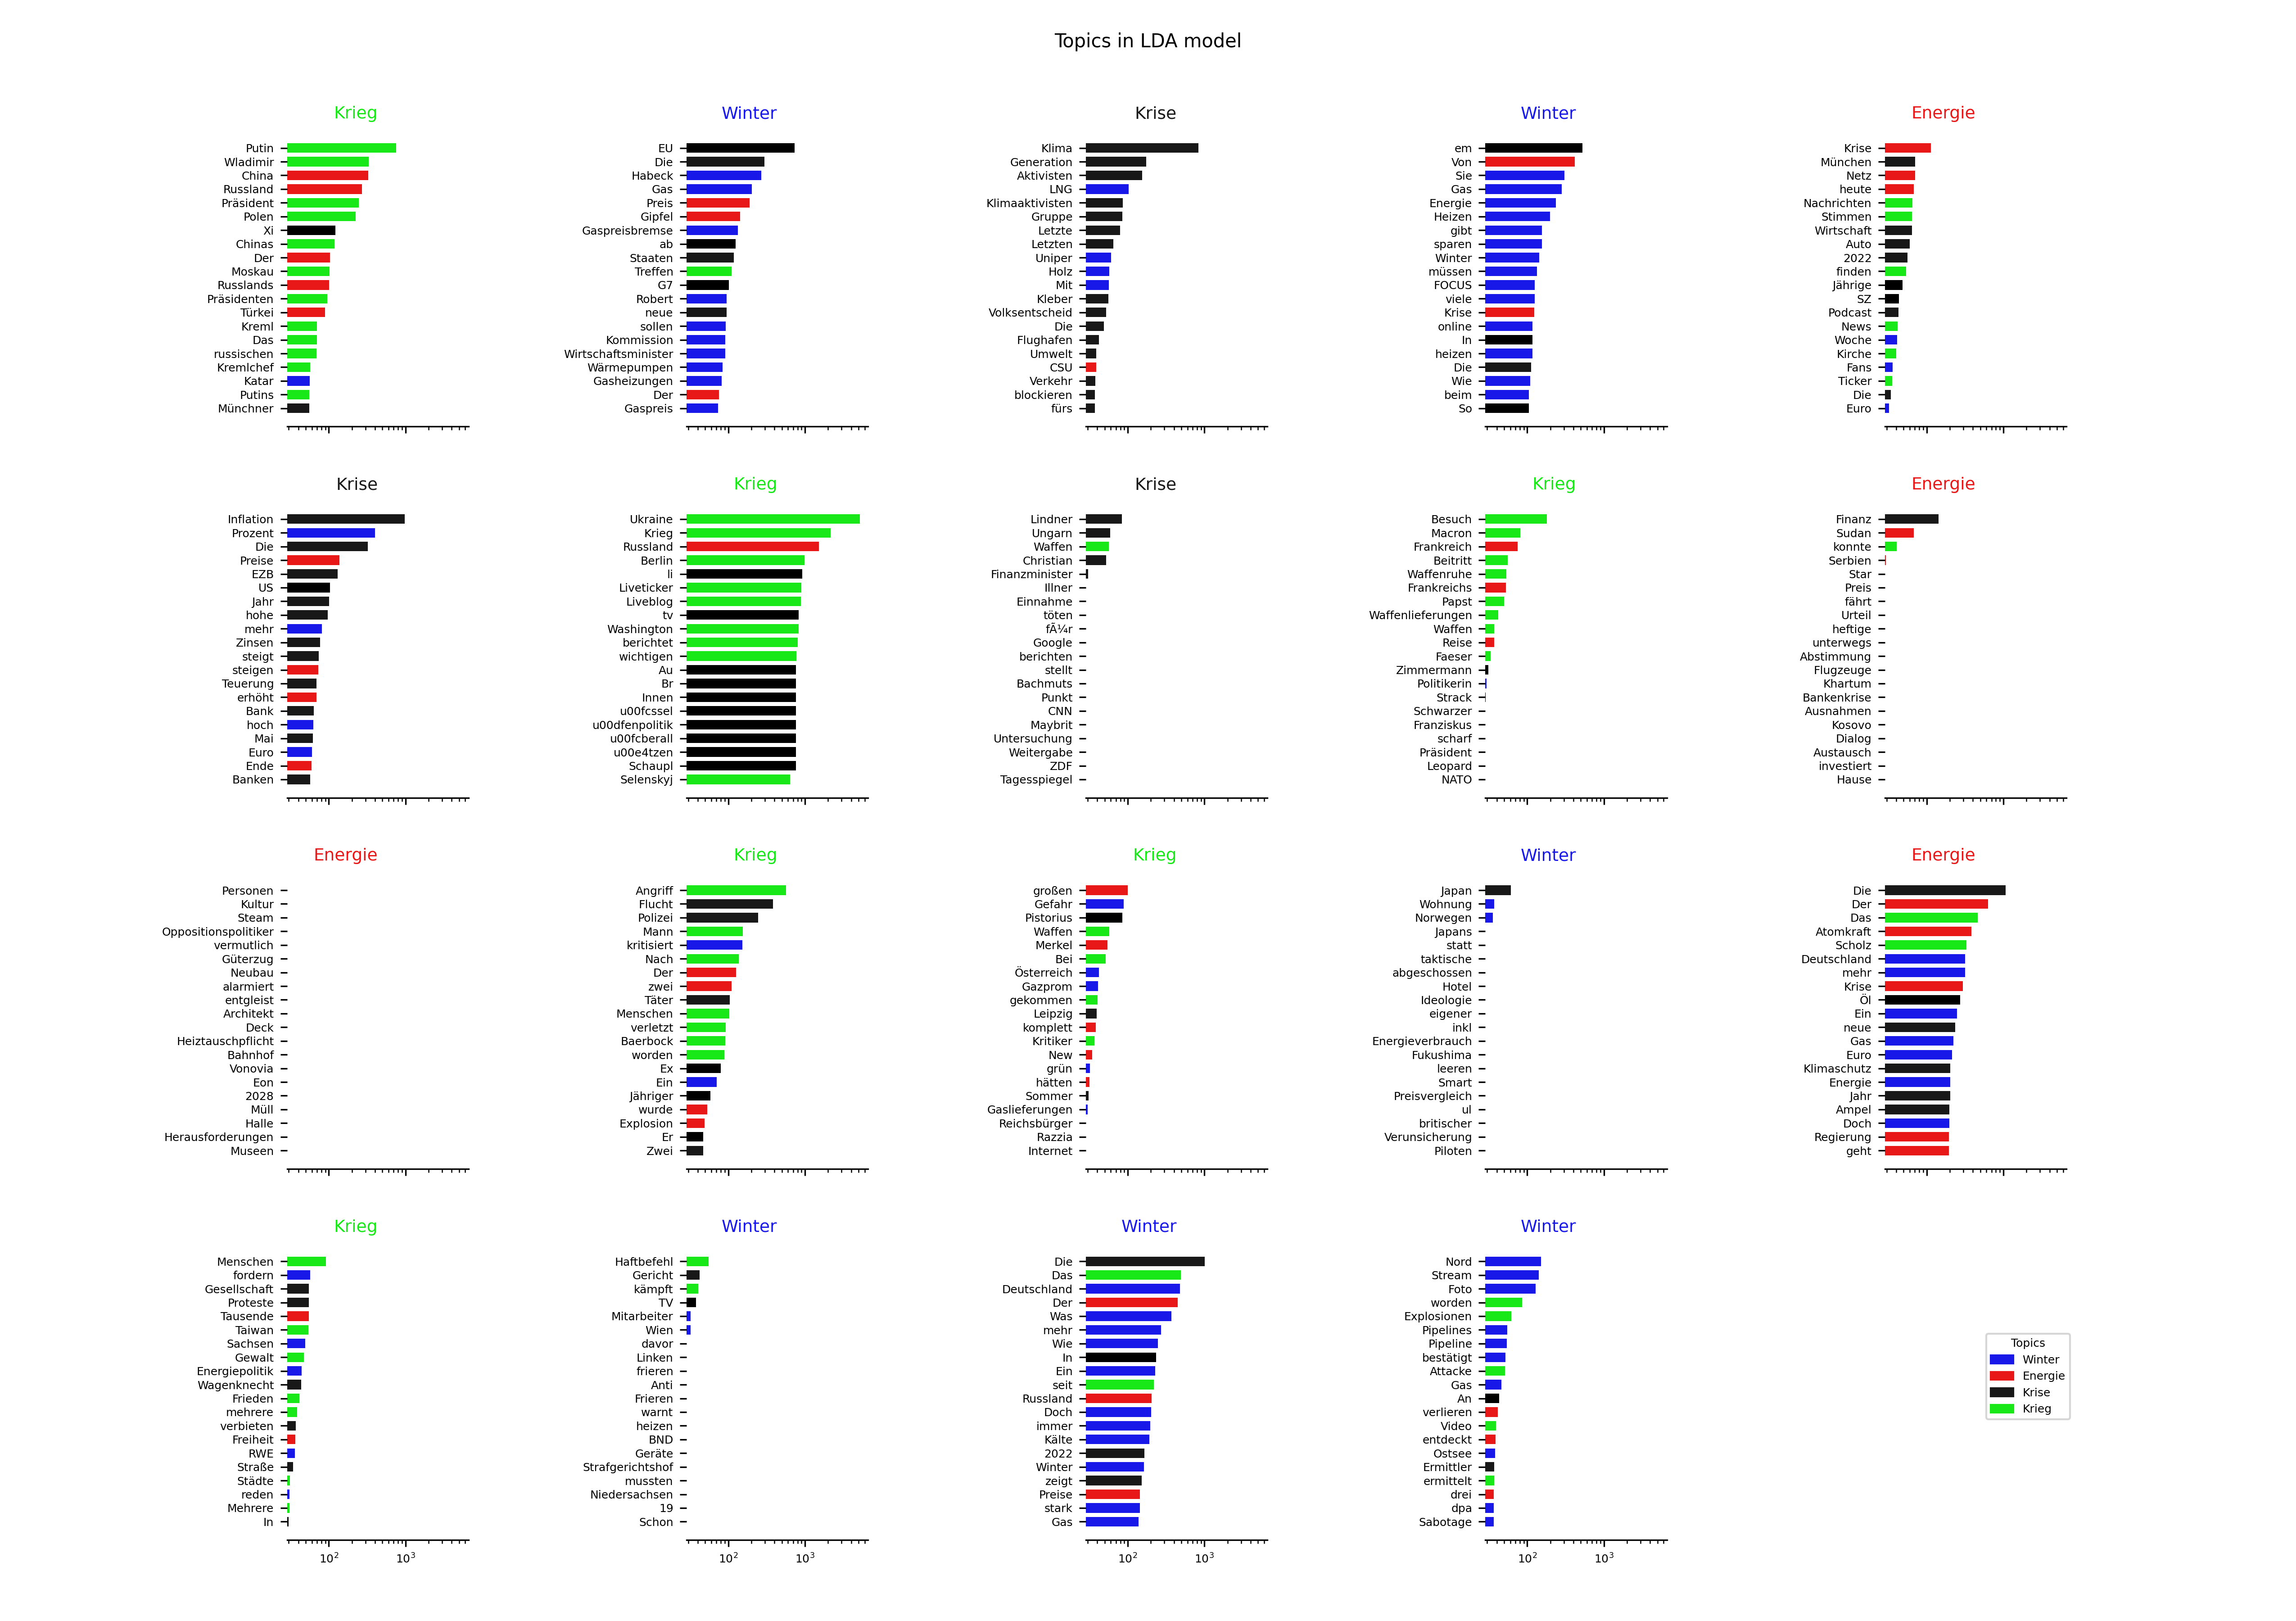 Topics in LDA model
Krieg
Putin
Wladimir
China
Russland
Präsident
Polen
Xi
Chinas
Der
Moskau
Russlands
Präsidenten
Türkei
Kreml
Das
russischen
Kremlchef
Katar
Putins
Münchner
Winter
EU
Die
Habeck
Gas
Preis
Gipfel
Gaspreisbremse
ab
Staaten
Treffen
G7
Robert
neue
sollen
Kommission
Wirtschaftsminister
Wärmepumpen
Gasheizungen
Der
Gaspreis
Krise
Klima
Generation
Aktivisten
LNG
Klimaaktivisten
Gruppe
Letzte
Letzten
Uniper
Holz
Mit
Kleber
Volksentscheid
Die
Flughafen
Umwelt
CSU
Verkehr
blockieren
fürs
Winter
em
Von
Sie
Gas
Energie
Heizen
gibt
sparen
Winter
müssen
FOCUS
viele
Krise
online
In
heizen
Die
Wie
beim
So
Energie
Krise
München
Netz
heute
Nachrichten
Stimmen
Wirtschaft
Auto
2022
finden
Jährige
SZ
Podcast
News
Woche
Kirche
Fans
Ticker
Die
Euro
Krise
Inflation
Prozent
Die
Preise
EZB
US
Jahr
hohe
mehr
Zinsen
steigt
steigen
Teuerung
erhöht
Bank
hoch
Mai
Euro
Ende
Banken
Krieg
Ukraine
Krieg
Russland
Berlin
li
Liveticker
Liveblog
tv
Washington
berichtet
wichtigen
Au
Br
Innen
u00fcssel
u00dfenpolitik
u00fcberall
u00e4tzen
Schaupl
Selenskyj
Krise
Lindner
Ungarn
Waffen
Christian
Finanzminister
Illner
Einnahme
töten
fÃ¼r
Google
berichten
stellt
Bachmuts
Punkt
CNN
Maybrit
Untersuchung
Weitergabe
ZDF
Tagesspiegel
Krieg
Besuch
Macron
Frankreich
Beitritt
Waffenruhe
Frankreichs
Papst
Waffenlieferungen
Waffen
Reise
Faeser
Zimmermann
Politikerin
Strack
Schwarzer
Franziskus
scharf
Präsident
Leopard
NATO
Energie
Finanz
Sudan
konnte
Serbien
Star
Preis
fährt
Urteil
heftige
unterwegs
Abstimmung
Flugzeuge
Khartum
Bankenkrise
Ausnahmen
Kosovo
Dialog
Austausch
investiert
Hause
Energie
Personen
Kultur
Steam
Oppositionspolitiker
vermutlich
Güterzug
Neubau
alarmiert
entgleist
Architekt
Deck
Heiztauschpflicht
Bahnhof
Vonovia
Eon
2028
Müll
Halle
Herausforderungen
Museen
Krieg
Angriff
Flucht
Polizei
Mann
kritisiert
Nach
Der
zwei
Täter
Menschen
verletzt
Baerbock
worden
Ex
Ein
Jähriger
wurde
Explosion
Er
Zwei
Krieg
großen
Gefahr
Pistorius
Waffen
Merkel
Bei
Österreich
Gazprom
gekommen
Leipzig
komplett
Kritiker
New
grün
hätten
Sommer
Gaslieferungen
Reichsbürger
Razzia
Internet
Winter
Japan
Wohnung
Norwegen
Japans
statt
taktische
abgeschossen
Hotel
Ideologie
eigener
inkl
Energieverbrauch
Fukushima
leeren
Smart
Preisvergleich
ul
britischer
Verunsicherung
Piloten
Energie
Die
Der
Das
Atomkraft
Scholz
Deutschland
mehr
Krise
Öl
Ein
neue
Gas
Euro
Klimaschutz
Energie
Jahr
Ampel
Doch
Regierung
geht
Krieg
Menschen
fordern
Gesellschaft
Proteste
Tausende
Taiwan
Sachsen
Gewalt
Energiepolitik
Wagenknecht
Frieden
mehrere
verbieten
Freiheit
RWE
Straße
Städte
reden
Mehrere
In
10² 10³
Winter
Haftbefehl
Gericht
kämpft
TV
Mitarbeiter
Wien
davor
Linken
frieren
Anti
Frieren
warnt
heizen
BND
Geräte
Strafgerichtshof
mussten
Niedersachsen
19
Schon
10² 10³
Winter
Die
Das
Deutschland
Der
Was
mehr
Wie
In
Ein
seit
Russland
Doch
immer
Kälte
2022
Winter
zeigt
Preise
stark
Gas
10² 10³
Winter
Nord
Stream
Foto
worden
Explosionen
Pipelines
Pipeline
bestätigt
Attacke
Gas
An
verlieren
Video
entdeckt
Ostsee
Ermittler
ermittelt
drei
dpa
Sabotage
10² 10³
Topics
Winter
Energie
Krise
Krieg